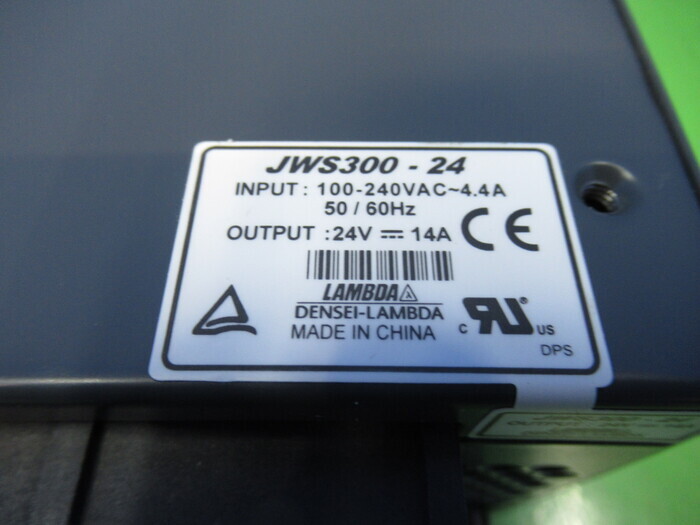 JWS300 - 24
INPUT : 100-240VAC~4.4A
50 / 60Hz
OUTPUT :24V ⎓ 14A
CE
LAMBDA
DENSEI-LAMBDA
MADE IN CHINA
c RU US
DPS